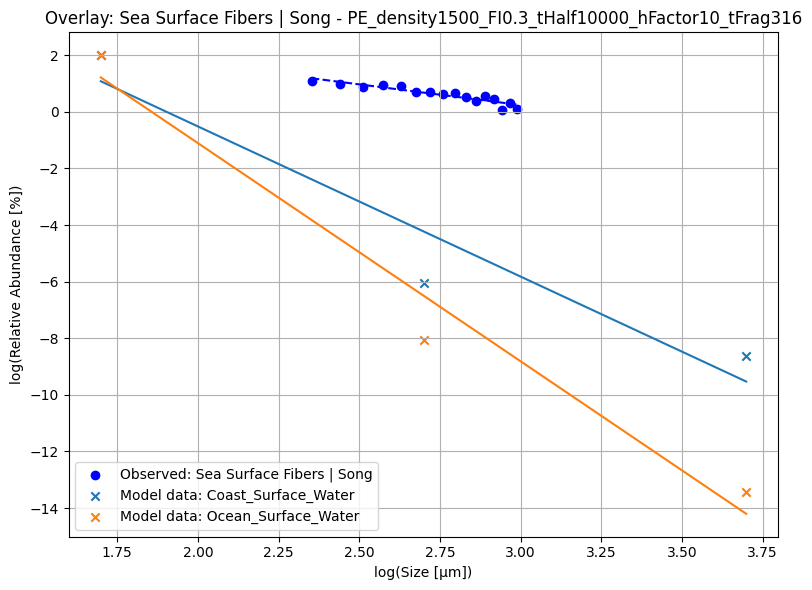 Overlay: Sea Surface Fibers | Song - PE_density1500_FI0.3_tHalf10000_hFactor10_tFrag316
log(Relative Abundance [%])
2
0
−2
−4
−6
−8
−10
−12
−14
Observed: Sea Surface Fibers | Song
Model data: Coast_Surface_Water
Model data: Ocean_Surface_Water
1.75 2.00 2.25 2.50 2.75 3.00 3.25 3.50 3.75
log(Size [μm])